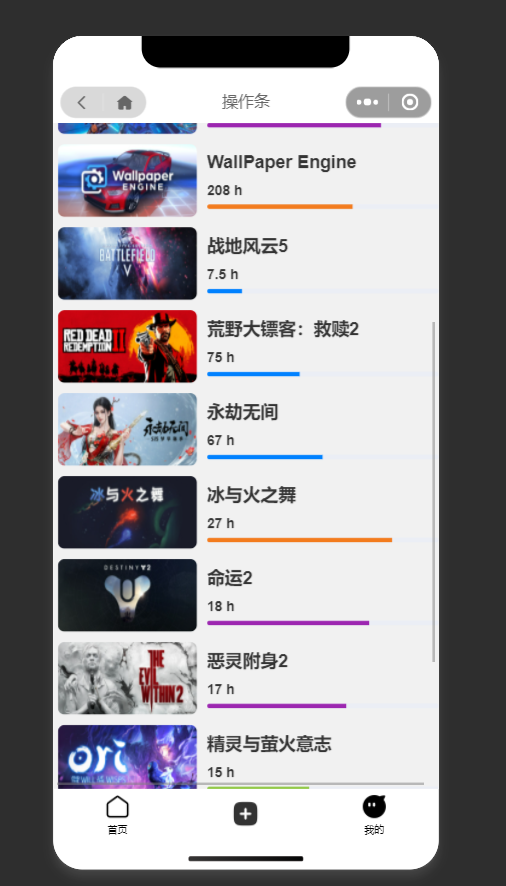 操作条
Wallpaper
ENGINE
WallPaper Engine
208 h
BATTLEFIELD
V
战地风云5
7.5 h
RED DEAD
REDEMPTION II
荒野大镖客：救赎2
75 h
永劫无间
永劫无间
67 h
冰与火之舞
冰与火之舞
27 h
DESTINY 2
命运2
18 h
THE
EVIL
WITHIN 2
恶灵附身2
17 h
ori
精灵与萤火意志
15 h
首页
我的